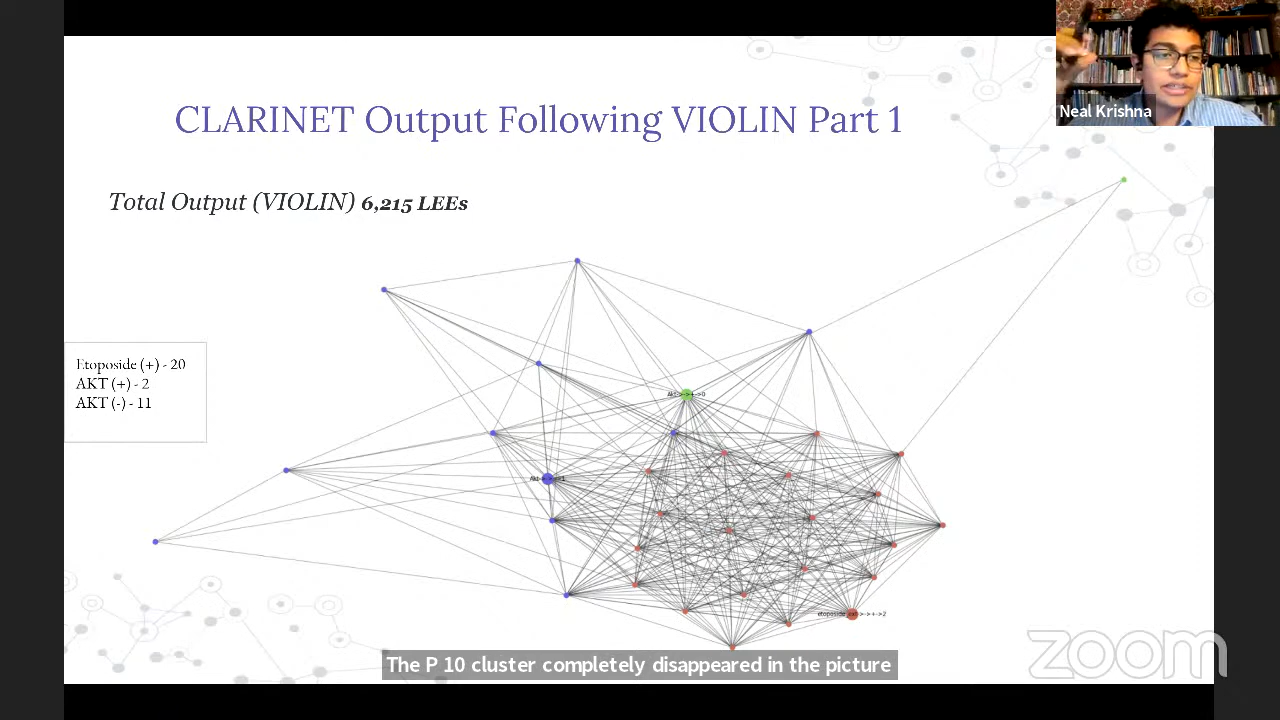 Neal Krishna
CLARINET Output Following VIOLIN Part 1
Total Output (VIOLIN) 6,215 LEEs
Etoposide (+) - 20
AKT (+) - 2
AKT (-) - 11
The P 10 cluster completely disappeared in the picture
zoom